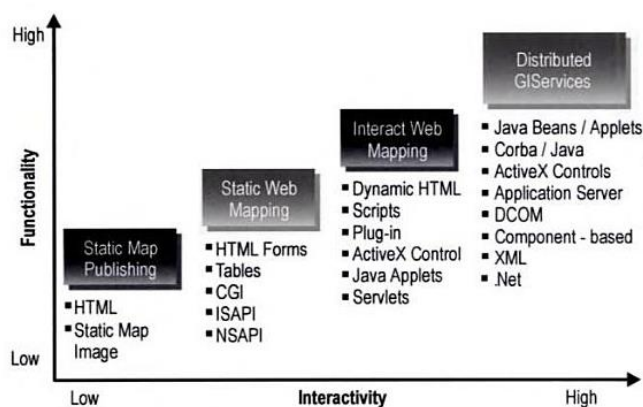 High
Functionality
Low
Static Map
Publishing
▪ HTML
▪ Static Map
Image
Static Web
Mapping
▪ HTML Forms
▪ Tables
▪ CGI
▪ ISAPI
▪ NSAPI
Interact Web
Mapping
▪ Dynamic HTML
▪ Scripts
▪ Plug-in
▪ ActiveX Control
▪ Java Applets
▪ Servlets
Distributed
GIServices
▪ Java Beans / Applets
▪ Corba / Java
▪ ActiveX Controls
▪ Application Server
▪ DCOM
▪ Component - based
▪ XML
▪ .Net
Low
Interactivity
High